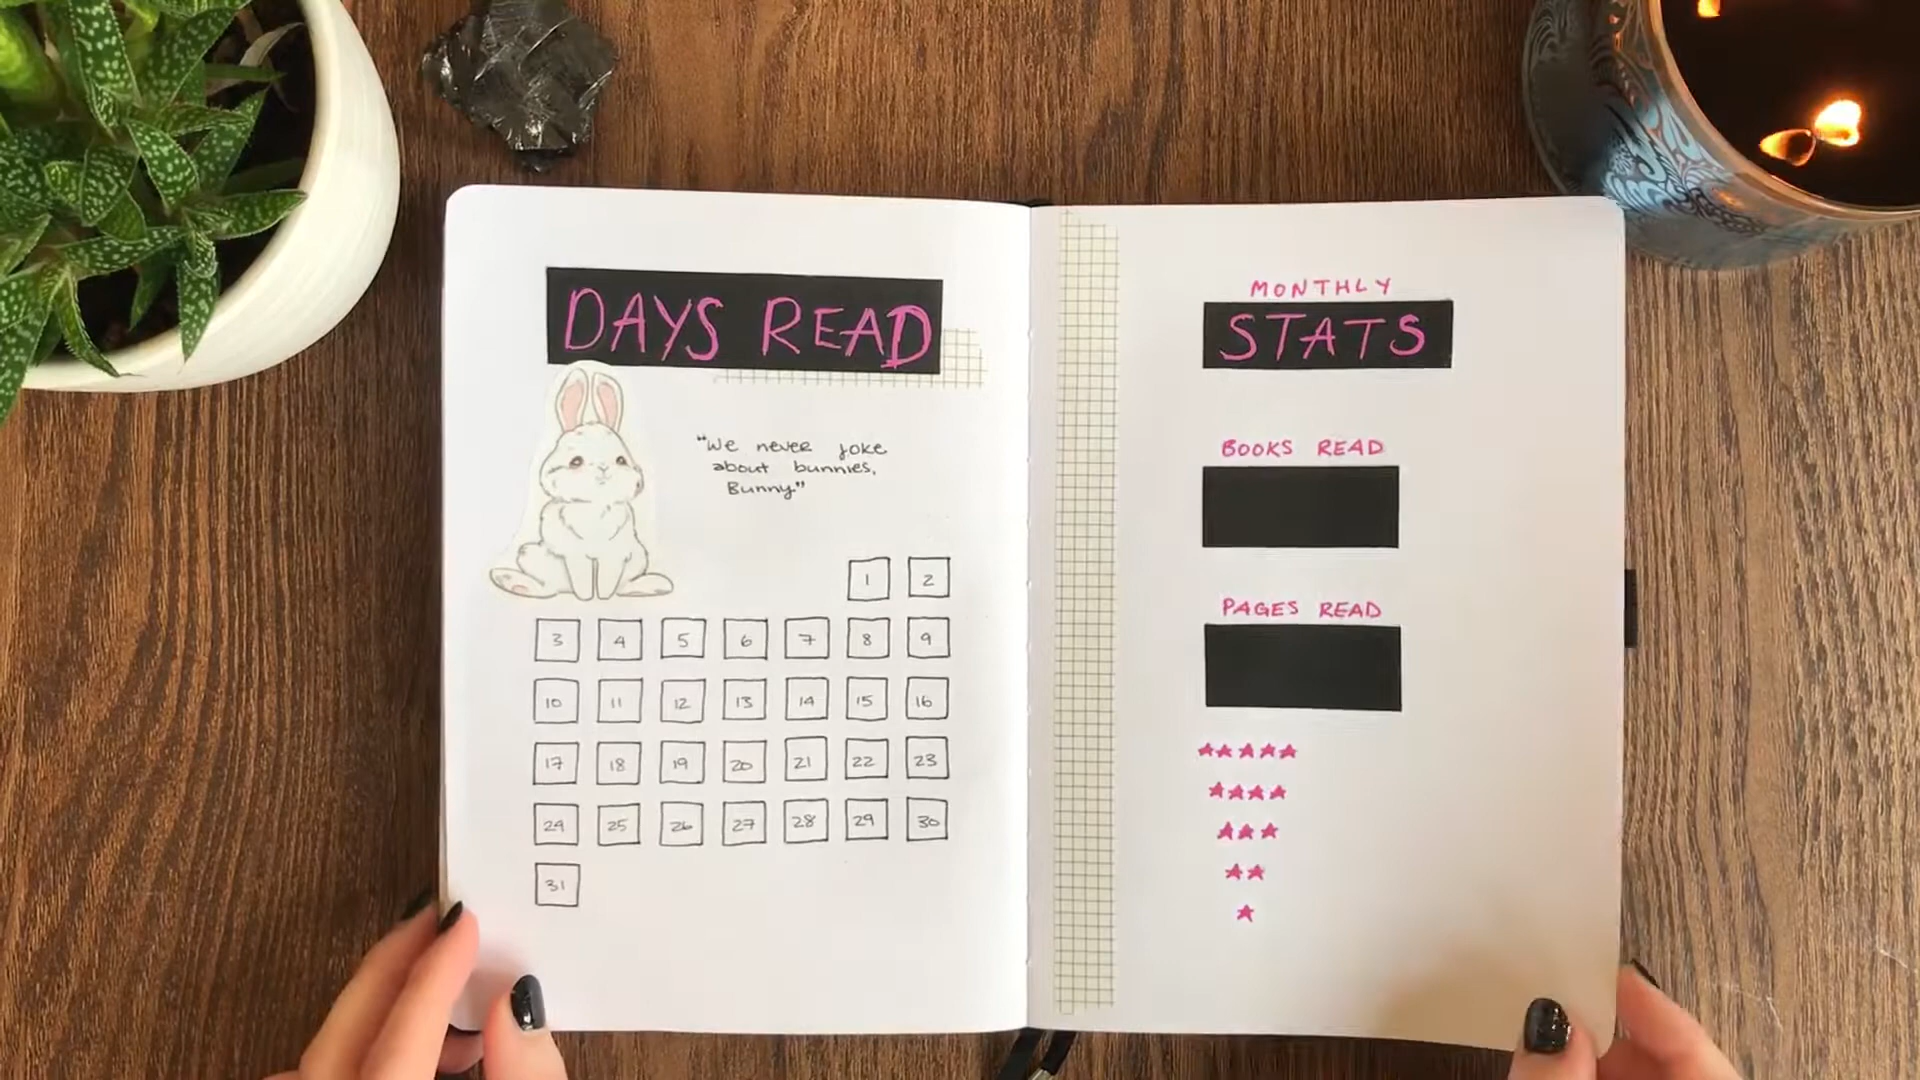 DAYS READ
"We never joke
about bunnies,
Bunny"
1 2
3 4 5 6 7 8 9
10 11 12 13 14 15 16
17 18 19 20 21 22 23
24 25 26 27 28 29 30
31
MONTHLY
STATS
BOOKS READ
PAGES READ